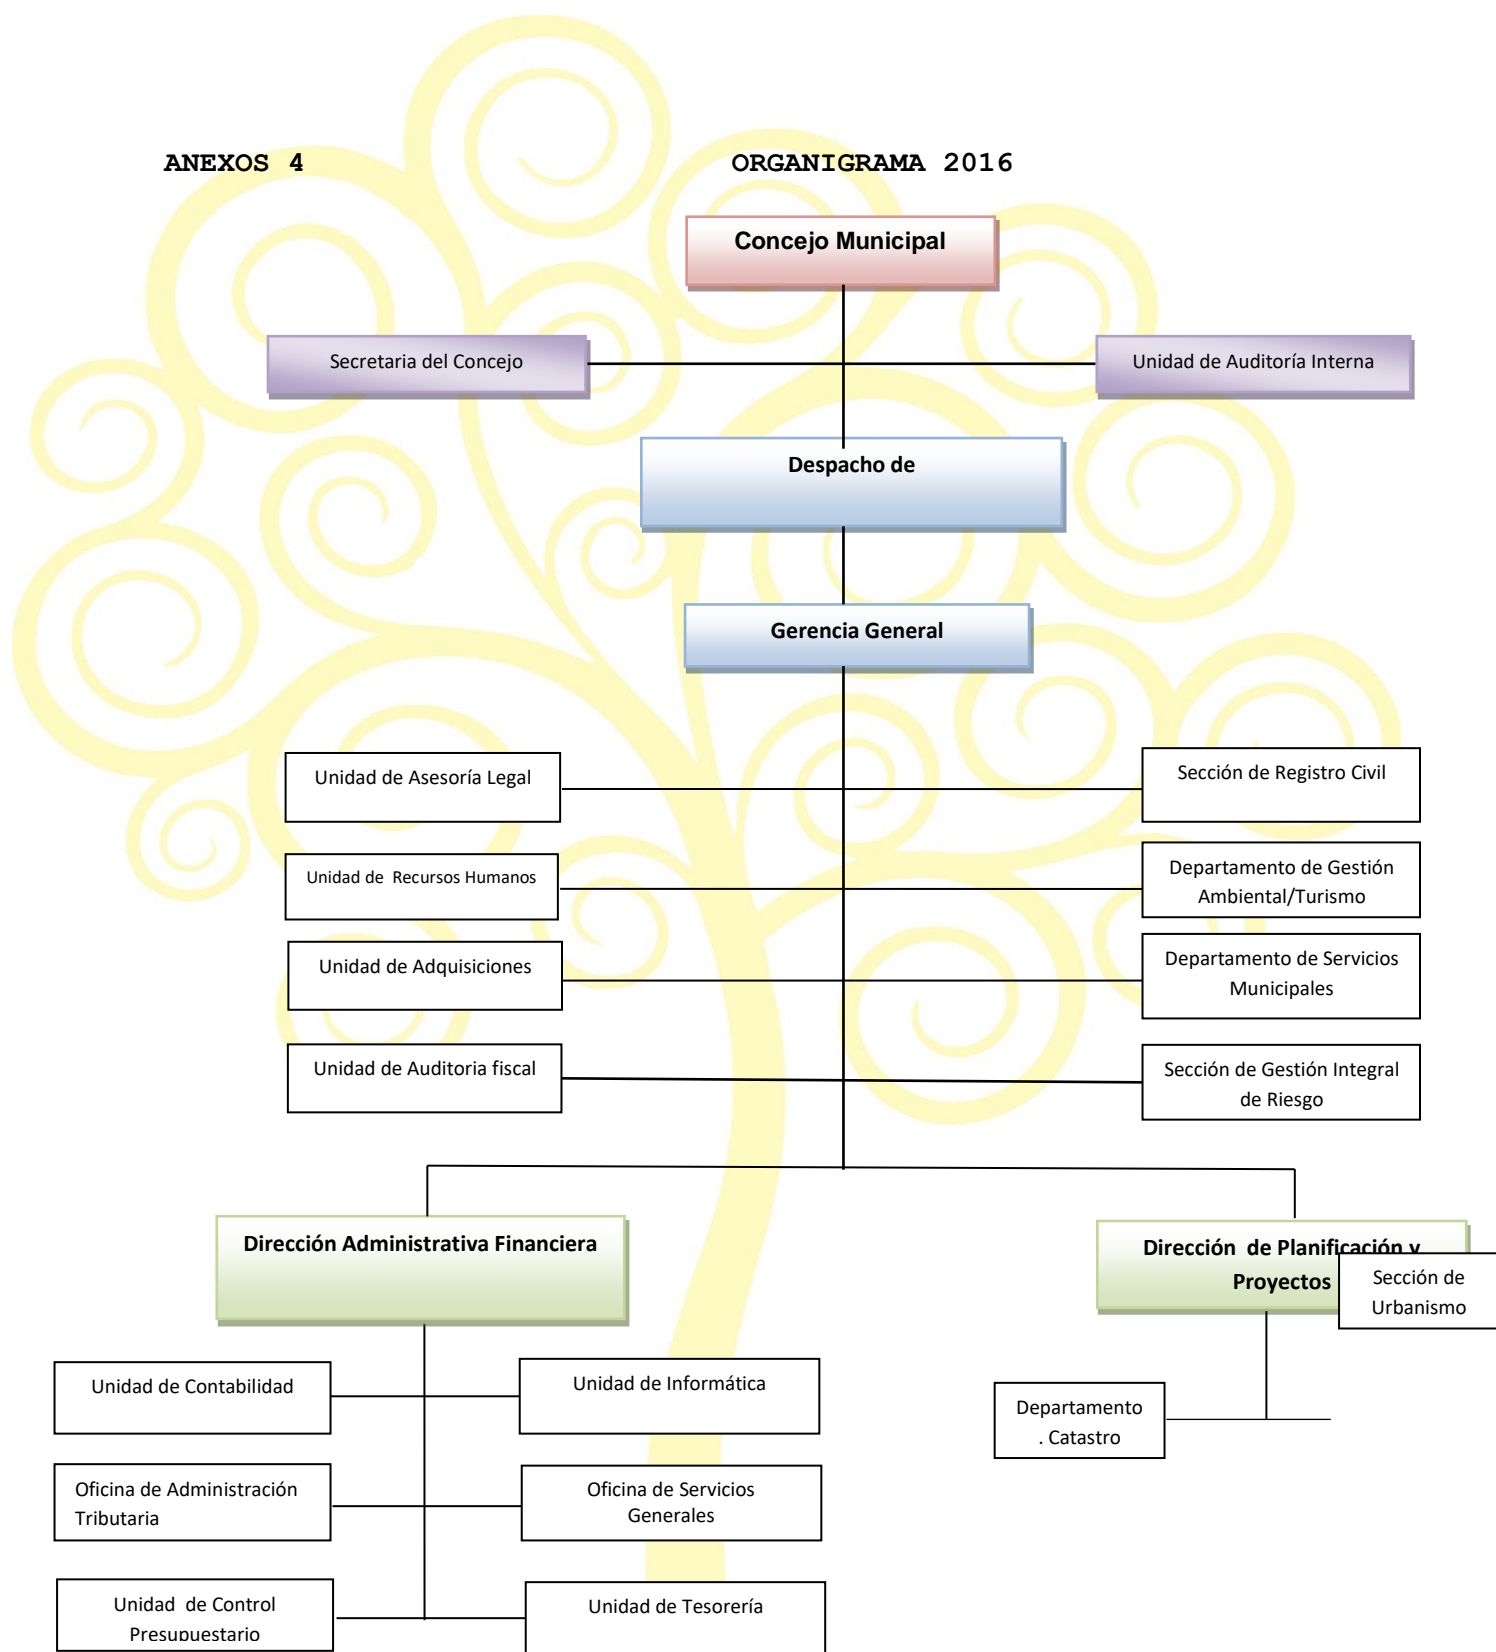 ANEXOS 4 ORGANIGRAMA 2016
Concejo Municipal
Secretaria del Concejo
Unidad de Auditoría Interna
Despacho de
Gerencia General
Unidad de Asesoría Legal
Sección de Registro Civil
Unidad de Recursos Humanos
Departamento de Gestión
Ambiental/Turismo
Unidad de Adquisiciones
Departamento de Servicios
Municipales
Unidad de Auditoria fiscal
Sección de Gestión Integral
de Riesgo
Dirección Administrativa Financiera
Dirección de Planificación y
Proyectos
Sección de
Urbanismo
Unidad de Contabilidad
Unidad de Informática
Departamento
. Catastro
Oficina de Administración
Tributaria
Oficina de Servicios
Generales
Unidad de Control
Presupuestario
Unidad de Tesorería